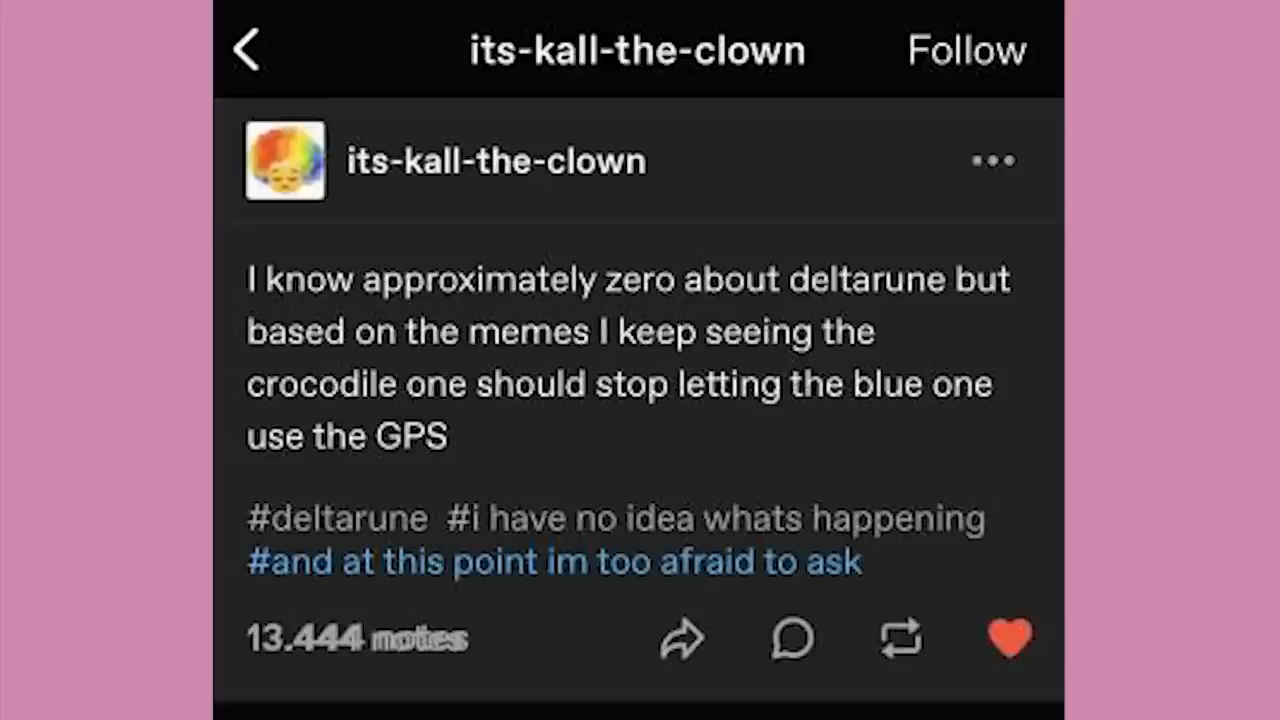 its-kall-the-clown Follow
its-kall-the-clown
I know approximately zero about deltarune but
based on the memes I keep seeing the
crocodile one should stop letting the blue one
use the GPS
#deltarune #i have no idea whats happening
#and at this point im too afraid to ask
13.444 notes